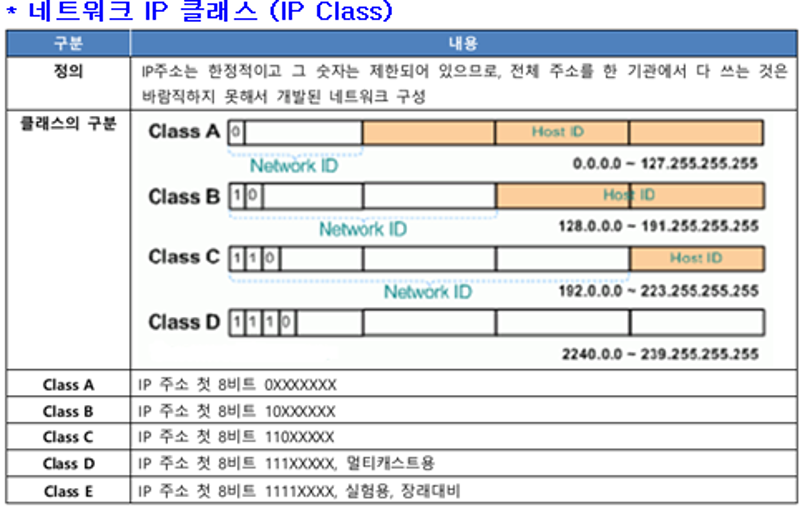 * 네트워크 IP 클래스 (IP Class)
구분 내용
정의 IP주소는 한정적이고 그 숫자는 제한되어 있으므로, 전체 주소를 한 기관에서 다 쓰는 것은
바람직하지 못해서 개발된 네트워크 구성
클래스의 구분
Class A 0 Host ID
Network ID 0.0.0.0 ~ 127.255.255.255
Class B 1 0 Host ID
Network ID 128.0.0.0 ~ 191.255.255.255
Class C 1 1 0 Host ID
Network ID 192.0.0.0 ~ 223.255.255.255
Class D 1 1 1 0
2240.0.0 ~ 239.255.255.255
Class A IP 주소 첫 8비트 0XXXXXXX
Class B IP 주소 첫 8비트 10XXXXXX
Class C IP 주소 첫 8비트 110XXXXX
Class D IP 주소 첫 8비트 111XXXXX, 멀티캐스트용
Class E IP 주소 첫 8비트 1111XXXX, 실험용, 장래대비